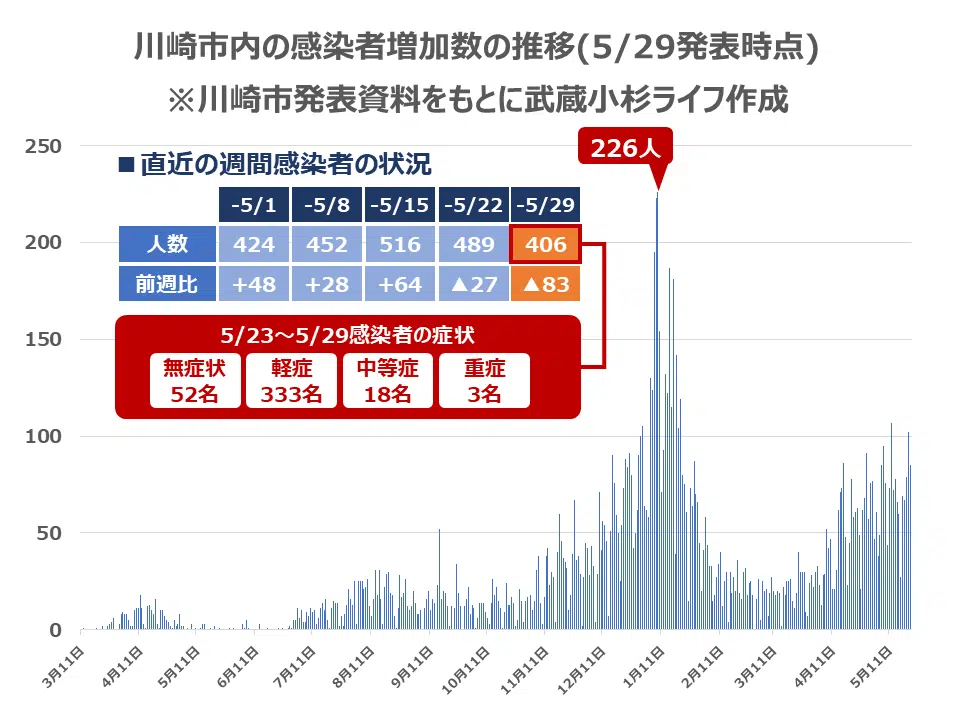 川崎市内の感染者増加数の推移(5/29発表時点)
※川崎市発表資料をもとに武蔵小杉ライフ作成
226人
■直近の週間感染者の状況
-5/1 -5/8 -5/15 -5/22 -5/29
人数 424 452 516 489 406
前週比 +48 +28 +64 ▲27 ▲83
5/23～5/29感染者の症状
無症状 軽症 中等症 重症
52名 333名 18名 3名
250
200
150
100
50
0
3月11日 4月11日 5月11日 6月11日 7月11日 8月11日 9月11日 10月11日 11月11日 12月11日 1月11日 2月11日 3月11日 4月11日 5月11日